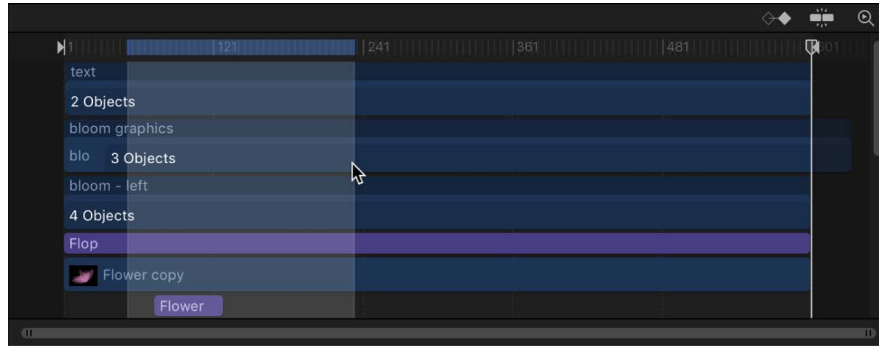 1 121 241 361 481 601
text
2 Objects
bloom graphics
blo 3 Objects
bloom - left
4 Objects
Flop
Flower copy
Flower